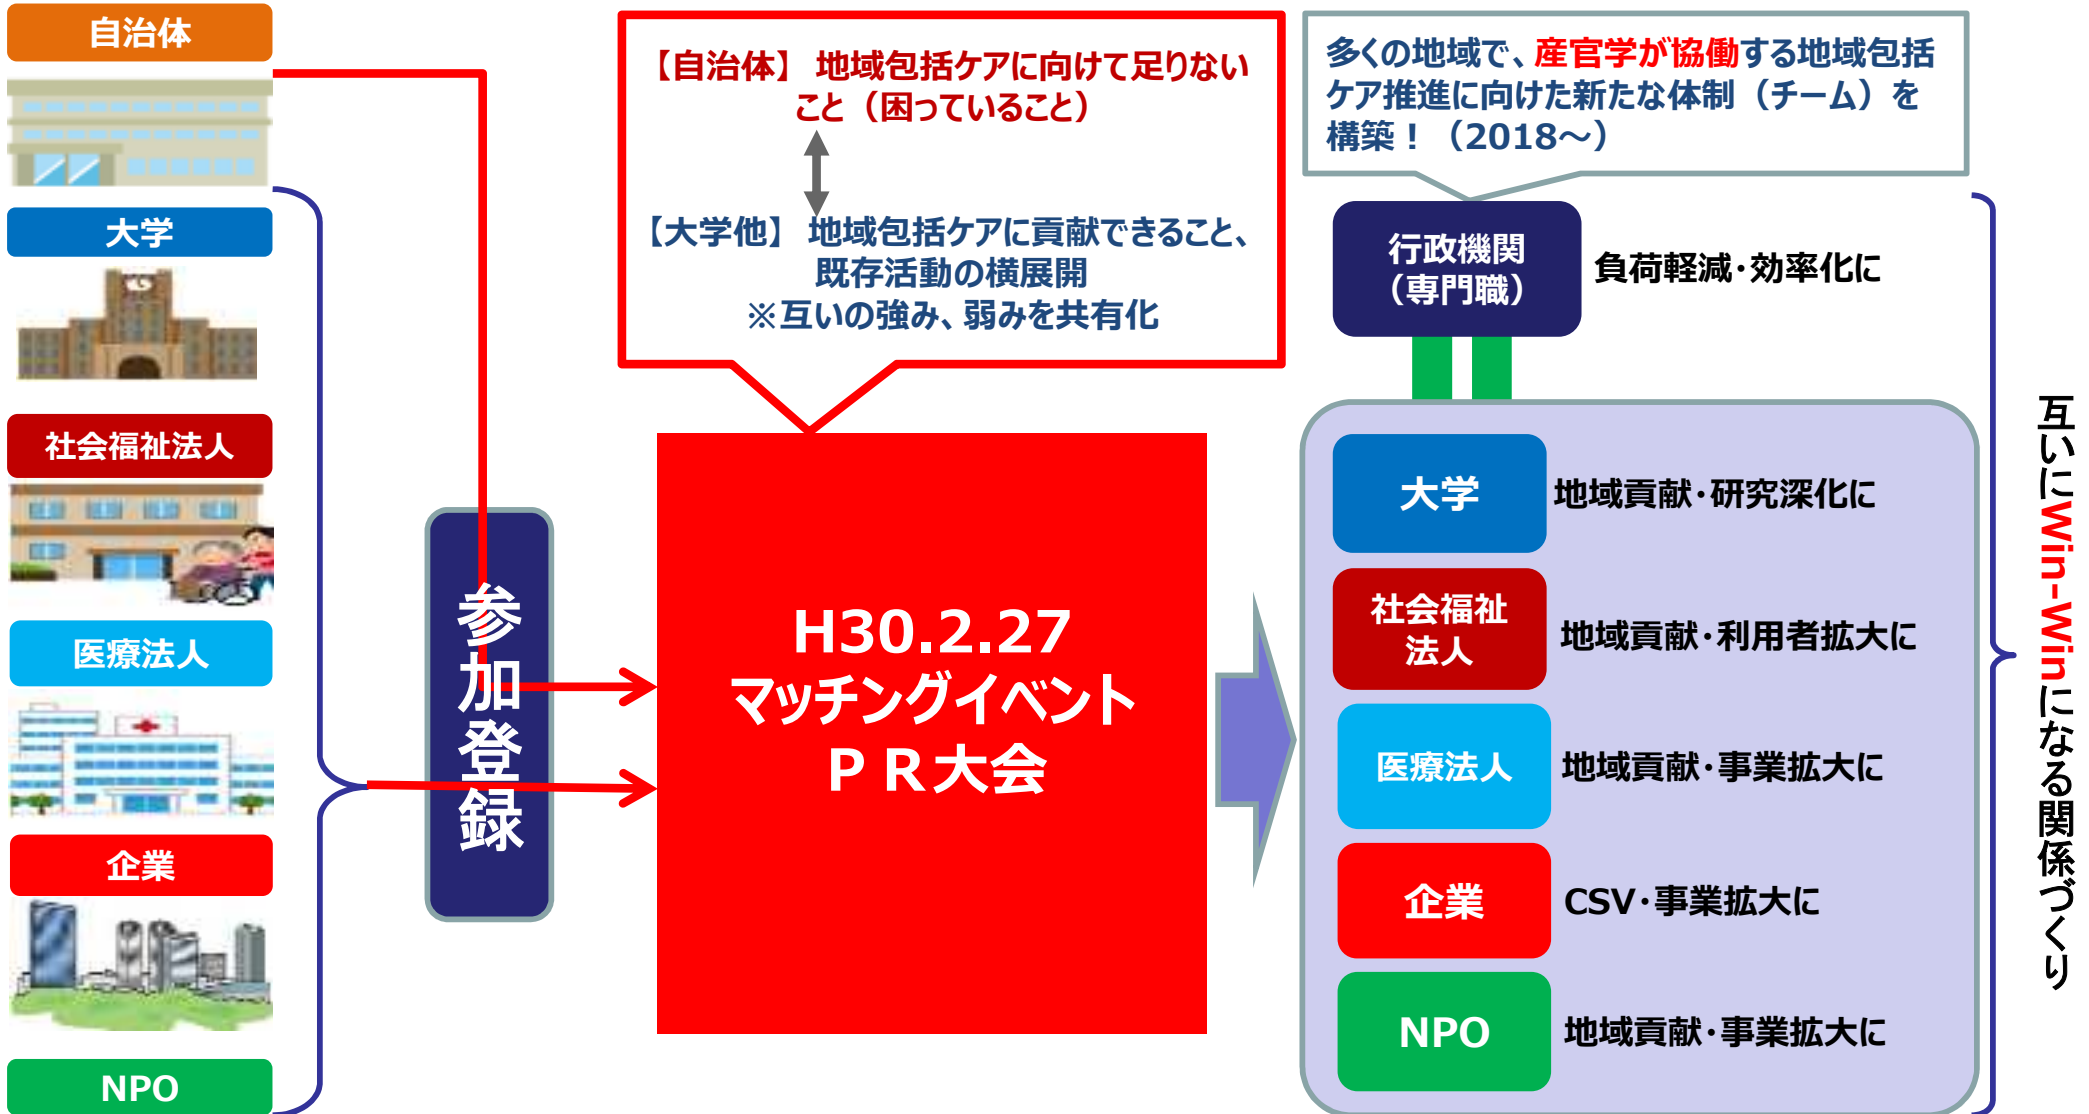 自治体
大学
社会福祉法人
医療法人
企業
NPO
参加登録
【自治体】 地域包括ケアに向けて足りない
こと（困っていること）
【大学他】 地域包括ケアに貢献できること、
既存活動の横展開
※互いの強み、弱みを共有化
H30.2.27
マッチングイベント
ＰＲ大会
多くの地域で、産官学が協働する地域包括
ケア推進に向けた新たな体制（チーム）を
構築！（2018～）
行政機関
（専門職）
負荷軽減・効率化に
大学
地域貢献・研究深化に
社会福祉
法人
地域貢献・利用者拡大に
医療法人
地域貢献・事業拡大に
企業
CSV・事業拡大に
NPO
地域貢献・事業拡大に
互いにWin-Winになる関係づくり